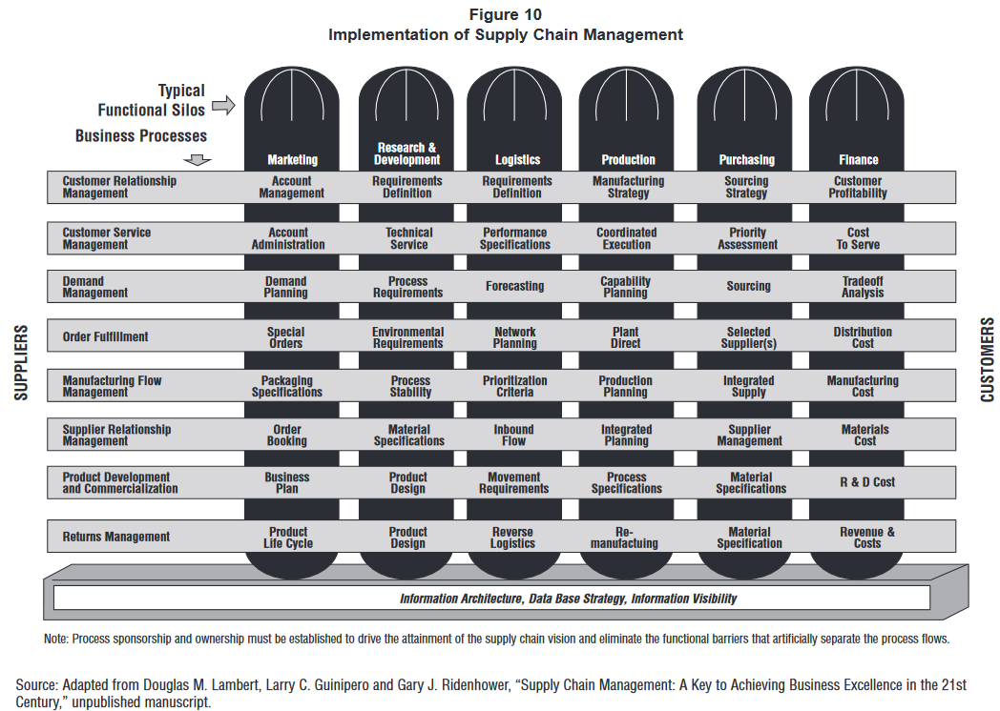 Figure 10
Implementation of Supply Chain Management
Typical
Functional Silos
Business Processes
Marketing
Research &
Development
Logistics
Production
Purchasing
Finance
Customer Relationship
Management
Account
Management
Requirements
Definition
Requirements
Definition
Manufacturing
Strategy
Sourcing
Strategy
Customer
Profitability
Customer Service
Management
Account
Administration
Technical
Service
Performance
Specifications
Coordinated
Execution
Priority
Assessment
Cost
To Serve
Demand
Management
Demand
Planning
Process
Requirements
Forecasting
Capability
Planning
Sourcing
Tradeoff
Analysis
Order Fulfillment
Special
Orders
Environmental
Requirements
Network
Planning
Plant
Direct
Selected
Supplier(s)
Distribution
Cost
Manufacturing Flow
Management
Packaging
Specifications
Process
Stability
Prioritization
Criteria
Production
Planning
Integrated
Supply
Manufacturing
Cost
Supplier Relationship
Management
Order
Booking
Material
Specifications
Inbound
Flow
Integrated
Planning
Supplier
Management
Materials
Cost
Product Development
and Commercialization
Business
Plan
Product
Design
Movement
Requirements
Process
Specifications
Material
Specifications
R & D Cost
Returns Management
Product
Life Cycle
Product
Design
Reverse
Logistics
Re-
manufactuing
Material
Specification
Revenue &
Costs
SUPPLIERS
CUSTOMERS
Information Architecture, Data Base Strategy, Information Visibility
Note: Process sponsorship and ownership must be established to drive the attainment of the supply chain vision and eliminate the functional barriers that artificially separate the process flows.
Source: Adapted from Douglas M. Lambert, Larry C. Guinipero and Gary J. Ridenhower, “Supply Chain Management: A Key to Achieving Business Excellence in the 21st
Century,” unpublished manuscript.